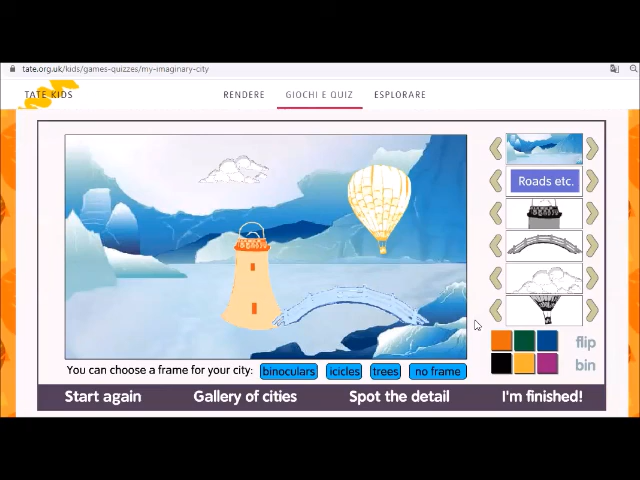 tate.org.uk/kids/games-quizzes/my-imaginary-city
TATE KIDS
RENDERE
GIOCHI E QUIZ
ESPLORARE
Roads etc.
flip
bin
You can choose a frame for your city: binoculars icicles trees no frame
Start again
Gallery of cities
Spot the detail
I'm finished!